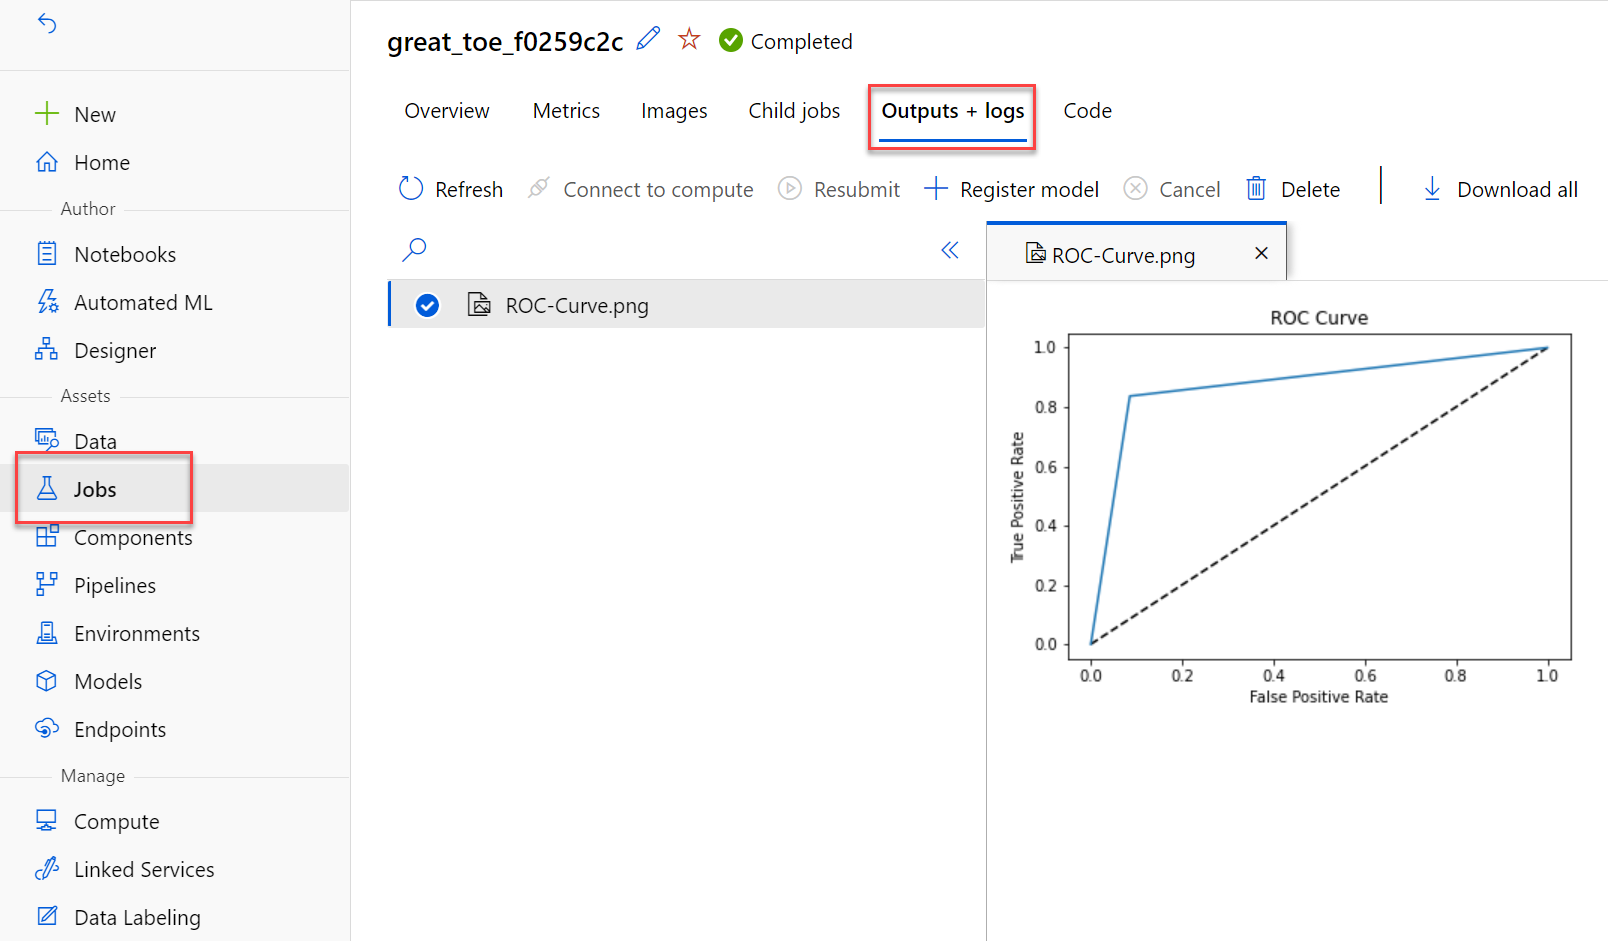 great_toe_f0259c2c Completed
New
Home
Author
Notebooks
Automated ML
Designer
Assets
Data
Jobs
Components
Pipelines
Environments
Models
Endpoints
Manage
Compute
Linked Services
Data Labeling
Overview Metrics Images Child jobs Outputs + logs Code
Refresh Connect to compute Resubmit Register model Cancel Delete Download all
ROC-Curve.png
ROC-Curve.png
ROC Curve
True Positive Rate
1.0
0.8
0.6
0.4
0.2
0.0
0.0 0.2 0.4 0.6 0.8 1.0
False Positive Rate